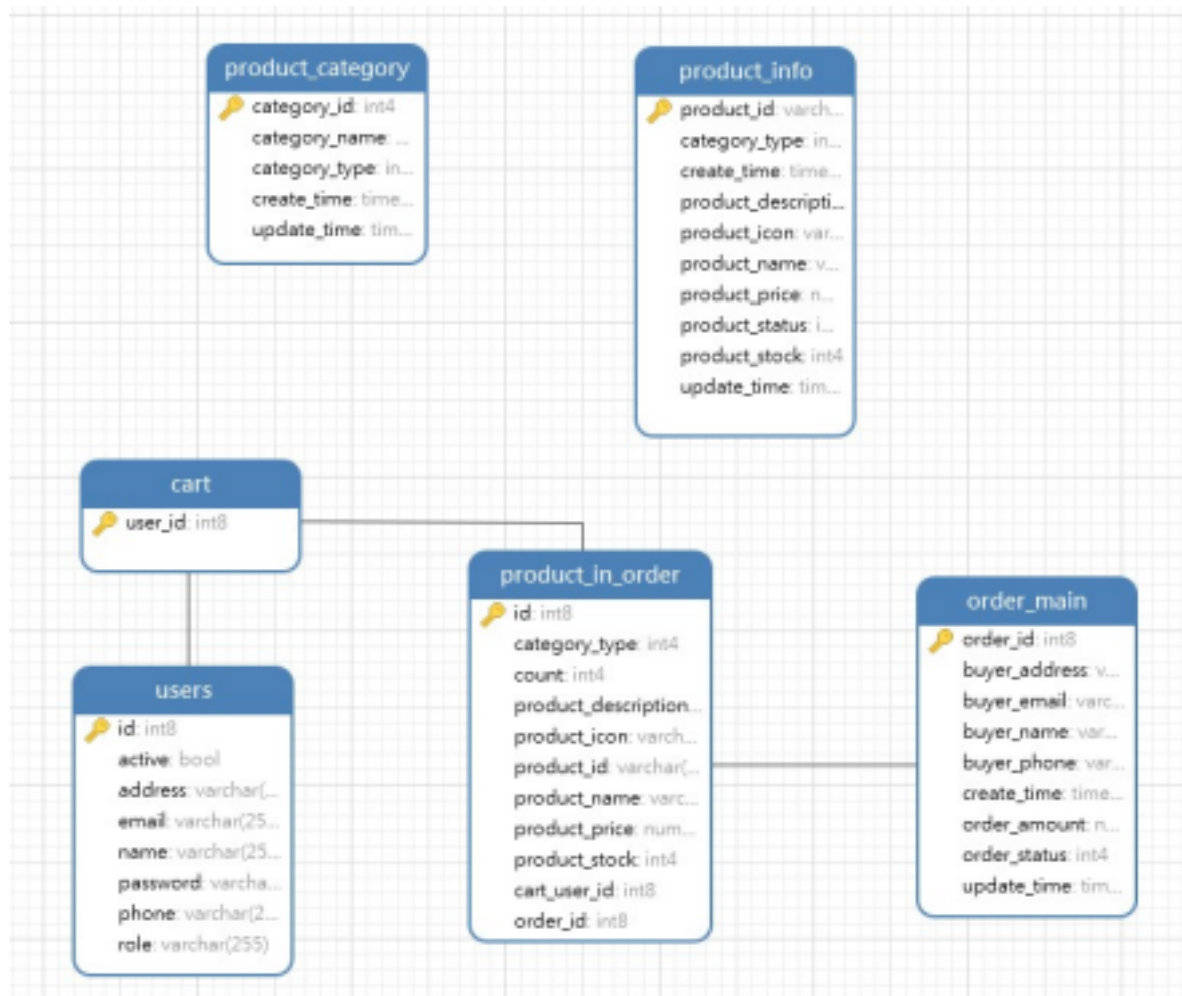 product_category
category_id: int4
category_name: ...
category_type: in...
create_time: time...
update_time: tim...
product_info
product_id: varch...
category_type: in...
create_time: time...
product_descripti...
product_icon: var...
product_name: v...
product_price: n...
product_status: i...
product_stock: int4
update_time: tim...
cart
user_id: int8
users
id: int8
active: bool
address: varchar(...
email: varchar(25...
name: varchar(25...
password: varcha...
phone: varchar(2...
role: varchar(255)
product_in_order
id: int8
category_type: int4
count: int4
product_description...
product_icon: varch...
product_id: varchar(...
product_name: varc...
product_price: num...
product_stock: int4
cart_user_id: int8
order_id: int8
order_main
order_id: int8
buyer_address: v...
buyer_email: varc...
buyer_name: var...
buyer_phone: var...
create_time: time...
order_amount: n...
order_status: int4
update_time: tim...